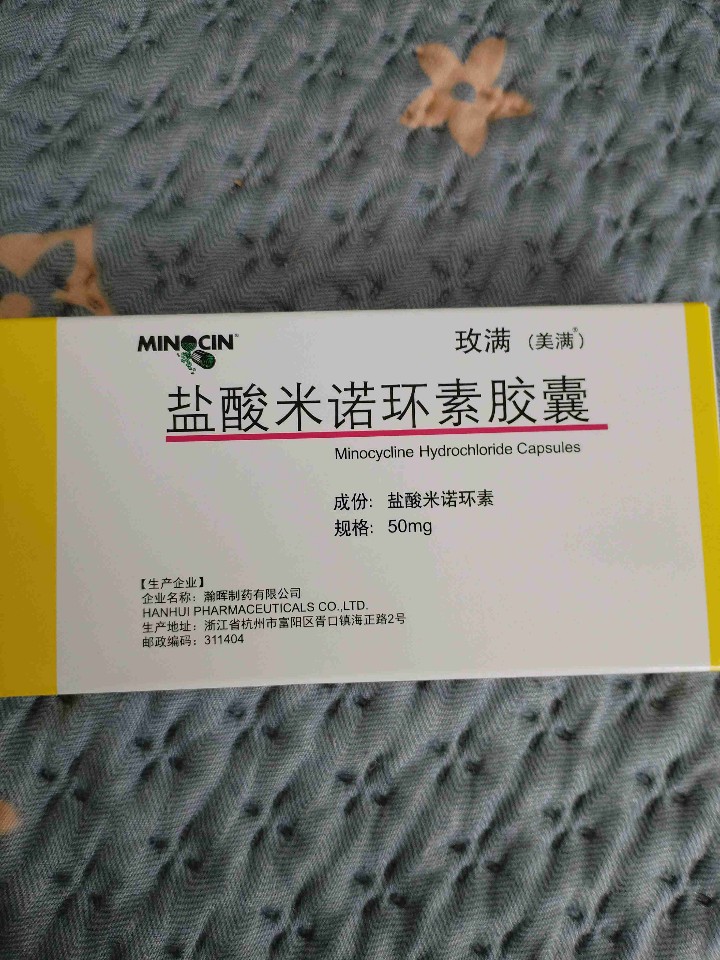 MINOCIN®
玫满（美满®）
盐酸米诺环素胶囊
Minocycline Hydrochloride Capsules
成份：盐酸米诺环素
规格：50mg
【生产企业】
企业名称：瀚晖制药有限公司
HANHUI PHARMACEUTICALS CO.,LTD.
生产地址：浙江省杭州市富阳区胥口镇海正路2号
邮政编码：311404